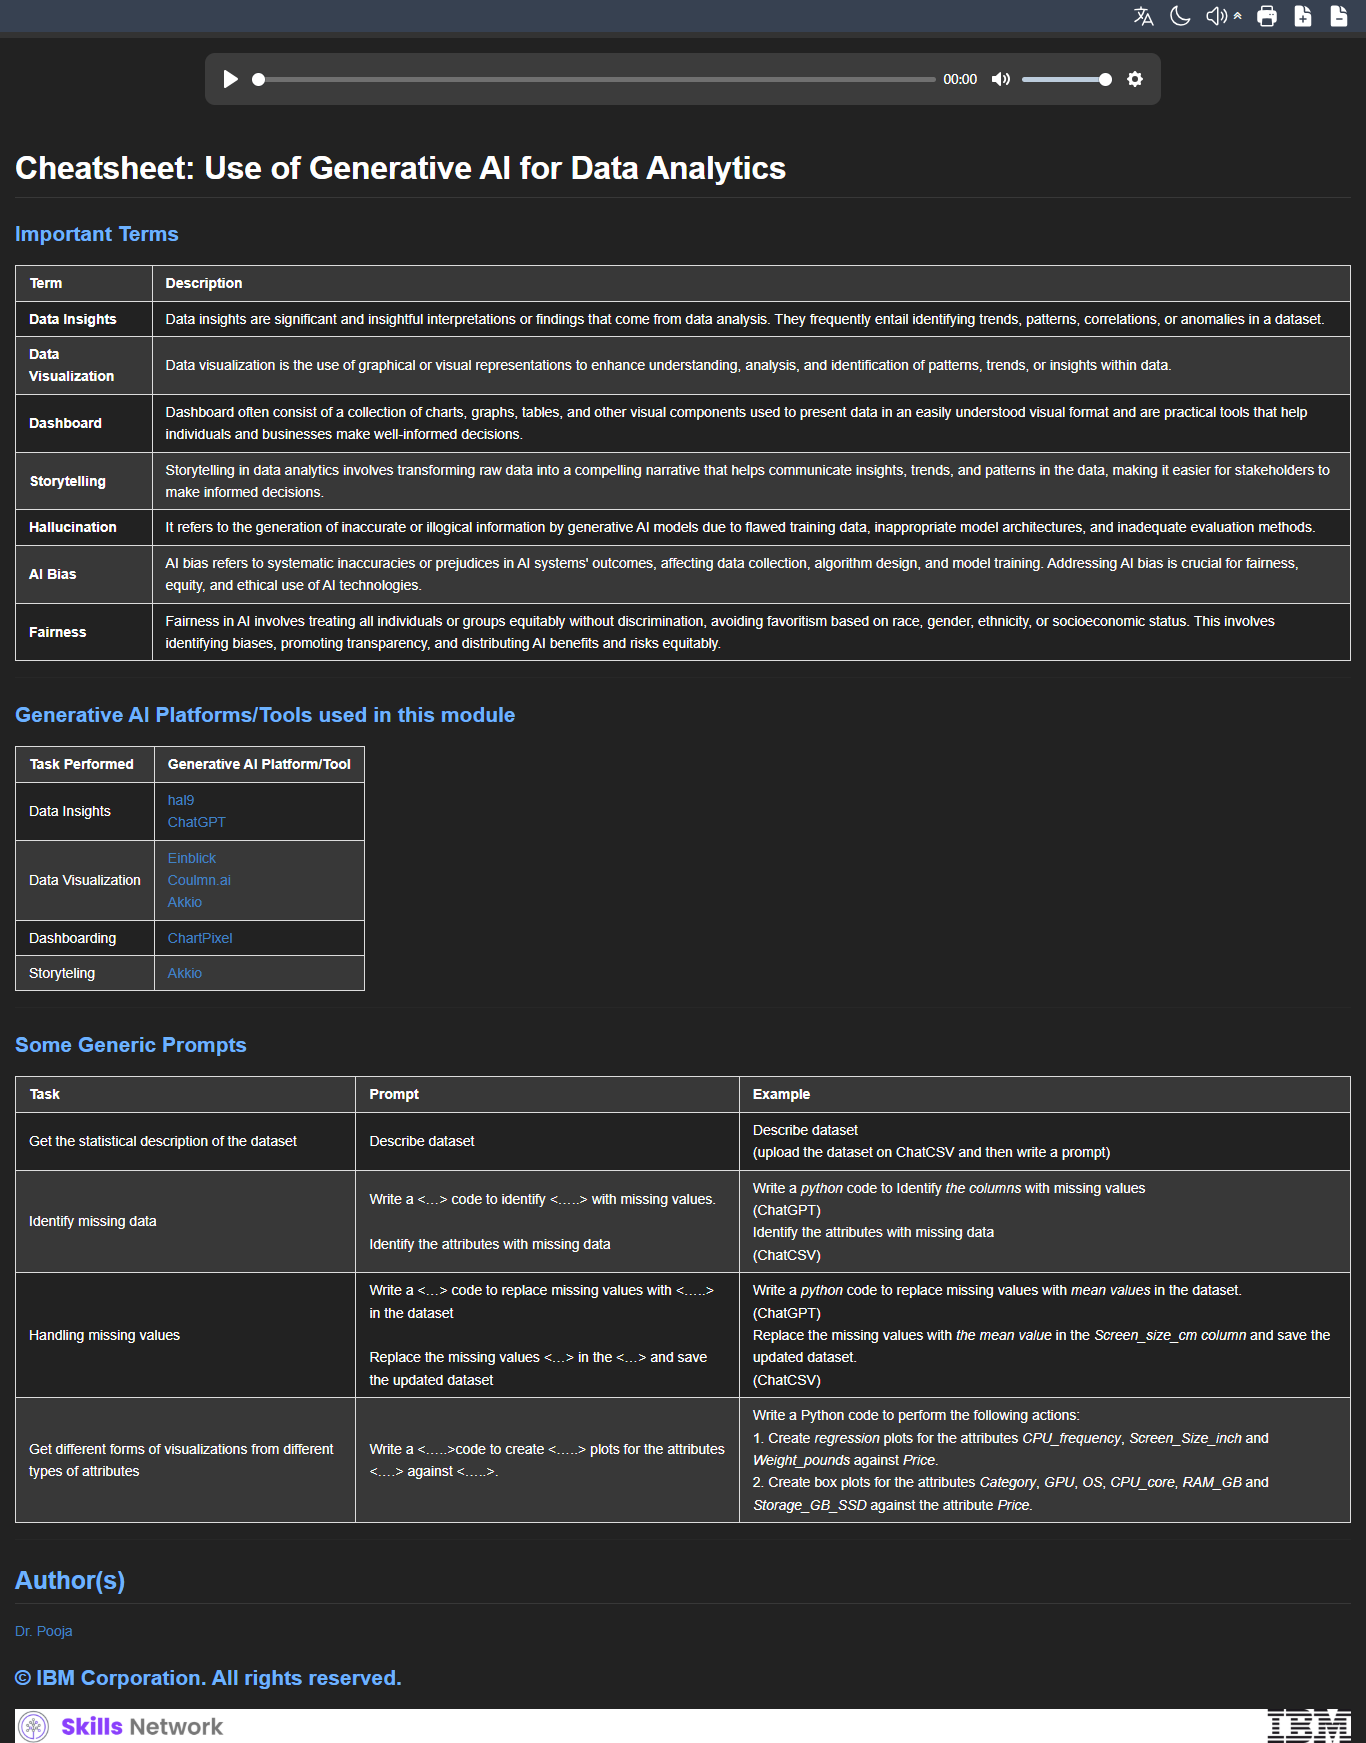 00:00
Cheatsheet: Use of Generative AI for Data Analytics
Important Terms
Term Description
Data Insights Data insights are significant and insightful interpretations or findings that come from data analysis. They frequently entail identifying trends, patterns, correlations, or anomalies in a dataset.
Data
Visualization
Data visualization is the use of graphical or visual representations to enhance understanding, analysis, and identification of patterns, trends, or insights within data.
Dashboard
Dashboard often consist of a collection of charts, graphs, tables, and other visual components used to present data in an easily understood visual format and are practical tools that help
individuals and businesses make well-informed decisions.
Storytelling
Storytelling in data analytics involves transforming raw data into a compelling narrative that helps communicate insights, trends, and patterns in the data, making it easier for stakeholders to
make informed decisions.
Hallucination It refers to the generation of inaccurate or illogical information by generative AI models due to flawed training data, inappropriate model architectures, and inadequate evaluation methods.
AI Bias
AI bias refers to systematic inaccuracies or prejudices in AI systems' outcomes, affecting data collection, algorithm design, and model training. Addressing AI bias is crucial for fairness,
equity, and ethical use of AI technologies.
Fairness
Fairness in AI involves treating all individuals or groups equitably without discrimination, avoiding favoritism based on race, gender, ethnicity, or socioeconomic status. This involves
identifying biases, promoting transparency, and distributing AI benefits and risks equitably.
Generative AI Platforms/Tools used in this module
Task Performed Generative AI Platform/Tool
Data Insights
hal9
ChatGPT
Data Visualization
Einblick
Coulmn.ai
Akkio
Dashboarding ChartPixel
Storyteling Akkio
Some Generic Prompts
Task Prompt Example
Get the statistical description of the dataset
Describe dataset
Describe dataset
(upload the dataset on ChatCSV and then write a prompt)
Identify missing data
Write a <...> code to identify <.....> with missing values.
Identify the attributes with missing data
Write a python code to Identify the columns with missing values
(ChatGPT)
Identify the attributes with missing data
(ChatCSV)
Handling missing values
Write a <...> code to replace missing values with <.....>
in the dataset
Replace the missing values <...> in the <...> and save
the updated dataset
Write a python code to replace missing values with mean values in the dataset.
(ChatGPT)
Replace the missing values with the mean value in the Screen_size_cm column and save the
updated dataset.
(ChatCSV)
Get different forms of visualizations from different
types of attributes
Write a <.....>code to create <.....> plots for the attributes
<....> against <.....>.
Write a Python code to perform the following actions:
1. Create regression plots for the attributes CPU_frequency, Screen_Size_inch and
Weight_pounds against Price.
2. Create box plots for the attributes Category, GPU, OS, CPU_core, RAM_GB and
Storage_GB_SSD against the attribute Price.
Author(s)
Dr. Pooja
© IBM Corporation. All rights reserved.
Skills Network IBM